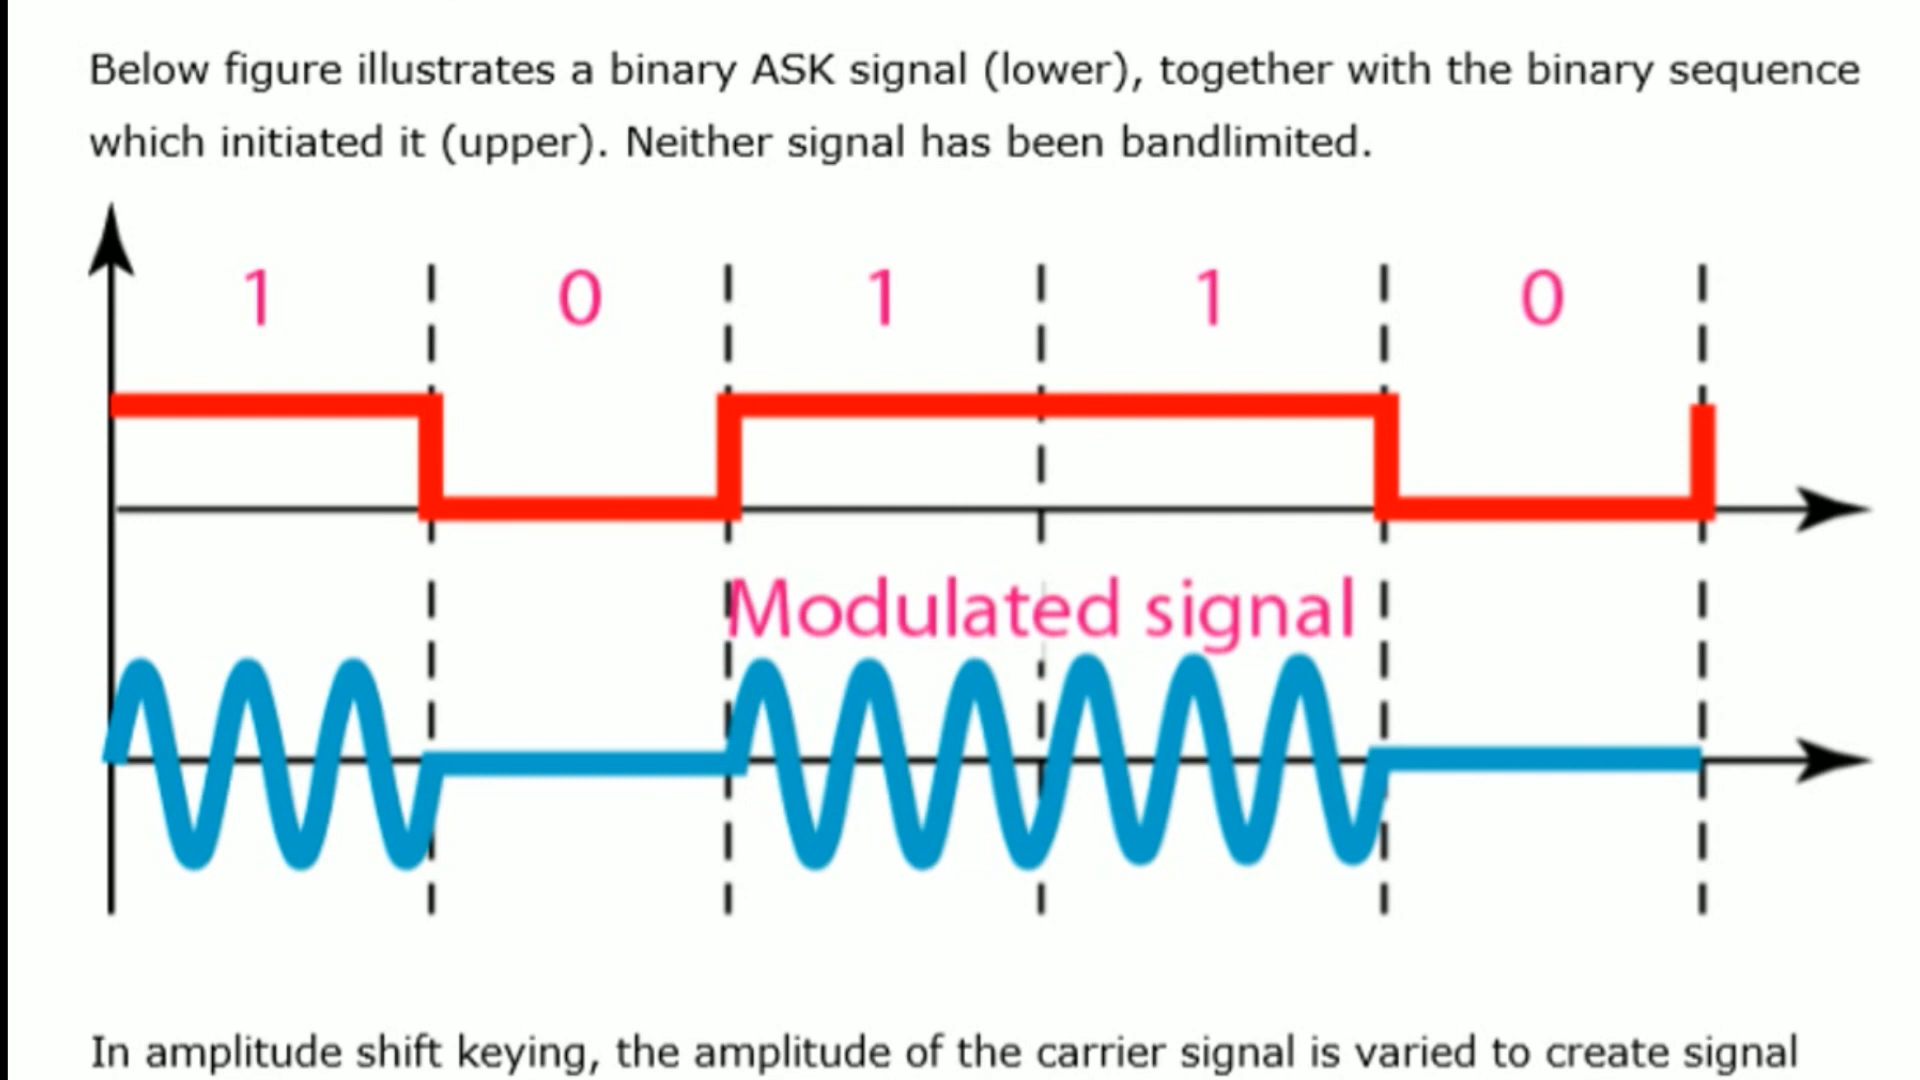 Below figure illustrates a binary ASK signal (lower), together with the binary sequence
which initiated it (upper). Neither signal has been bandlimited.
1 0 1 1 0
Modulated signal
In amplitude shift keying, the amplitude of the carrier signal is varied to create signal